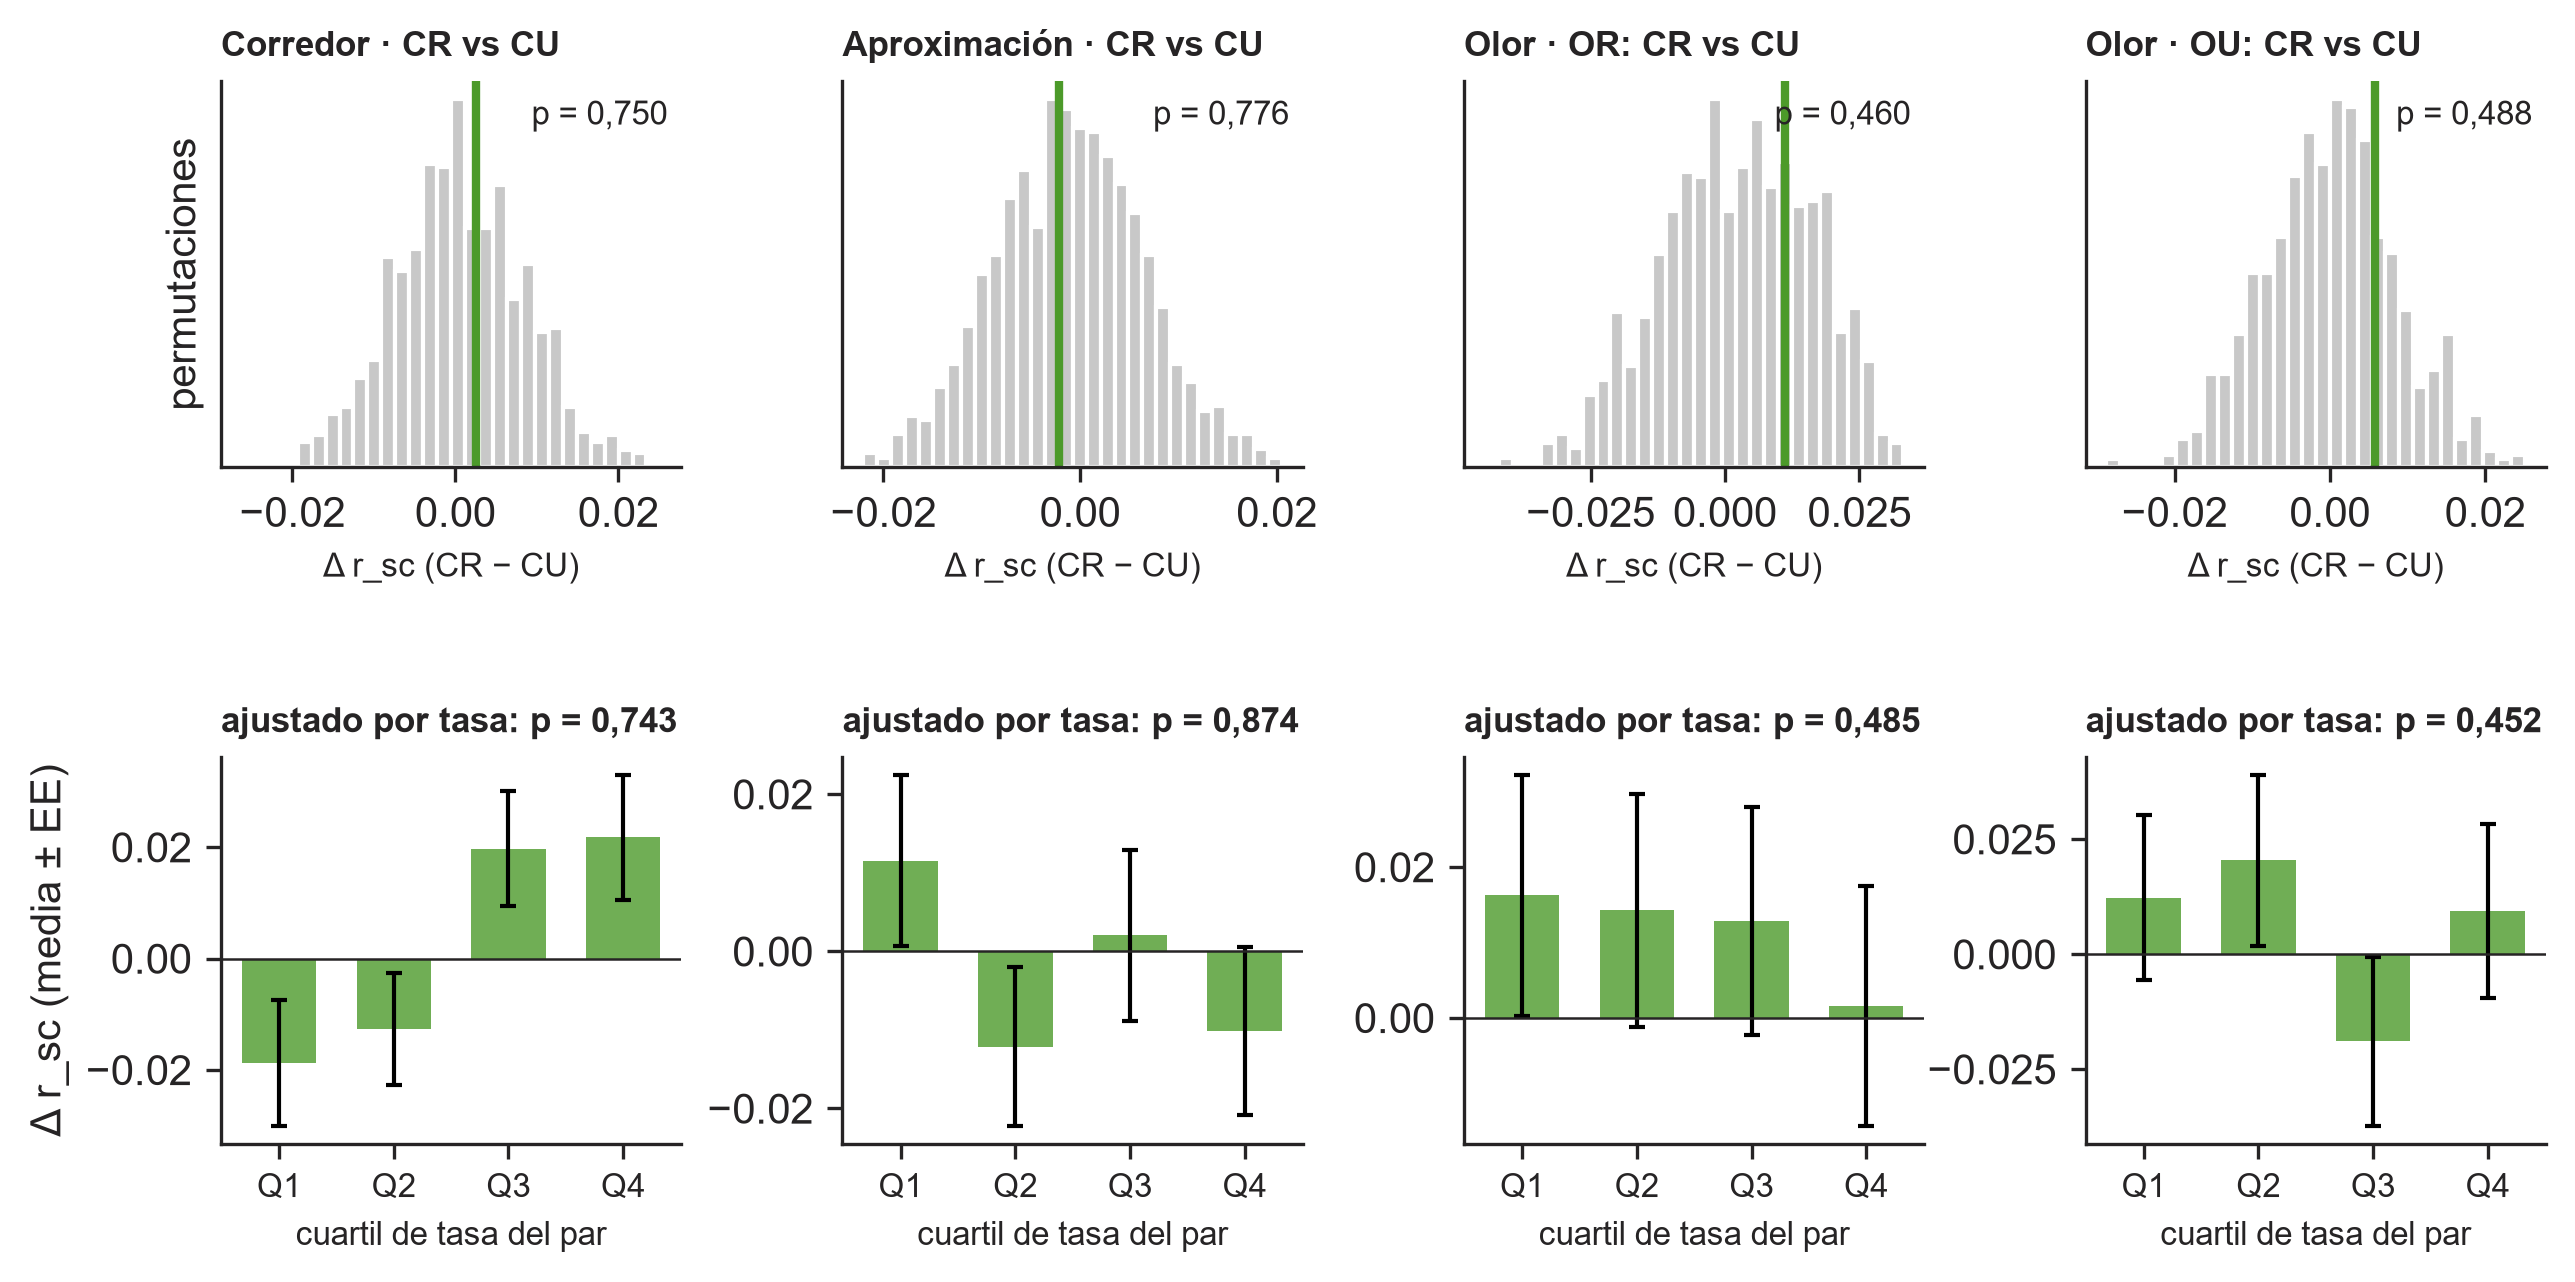 Corredor · CR vs CU
p = 0,750
permutaciones
−0.02 0.00 0.02
Δ r_sc (CR − CU)
Aproximación · CR vs CU
p = 0,776
−0.02 0.00 0.02
Δ r_sc (CR − CU)
Olor · OR: CR vs CU
p = 0,460
−0.025 0.000 0.025
Δ r_sc (CR − CU)
Olor · OU: CR vs CU
p = 0,488
−0.02 0.00 0.02
Δ r_sc (CR − CU)
ajustado por tasa: p = 0,743
Δ r_sc (media ± EE)
0.02
0.00
−0.02
Q1 Q2 Q3 Q4
cuartil de tasa del par
ajustado por tasa: p = 0,874
0.02
0.00
−0.02
Q1 Q2 Q3 Q4
cuartil de tasa del par
ajustado por tasa: p = 0,485
0.02
0.00
Q1 Q2 Q3 Q4
cuartil de tasa del par
ajustado por tasa: p = 0,452
0.025
0.000
−0.025
Q1 Q2 Q3 Q4
cuartil de tasa del par